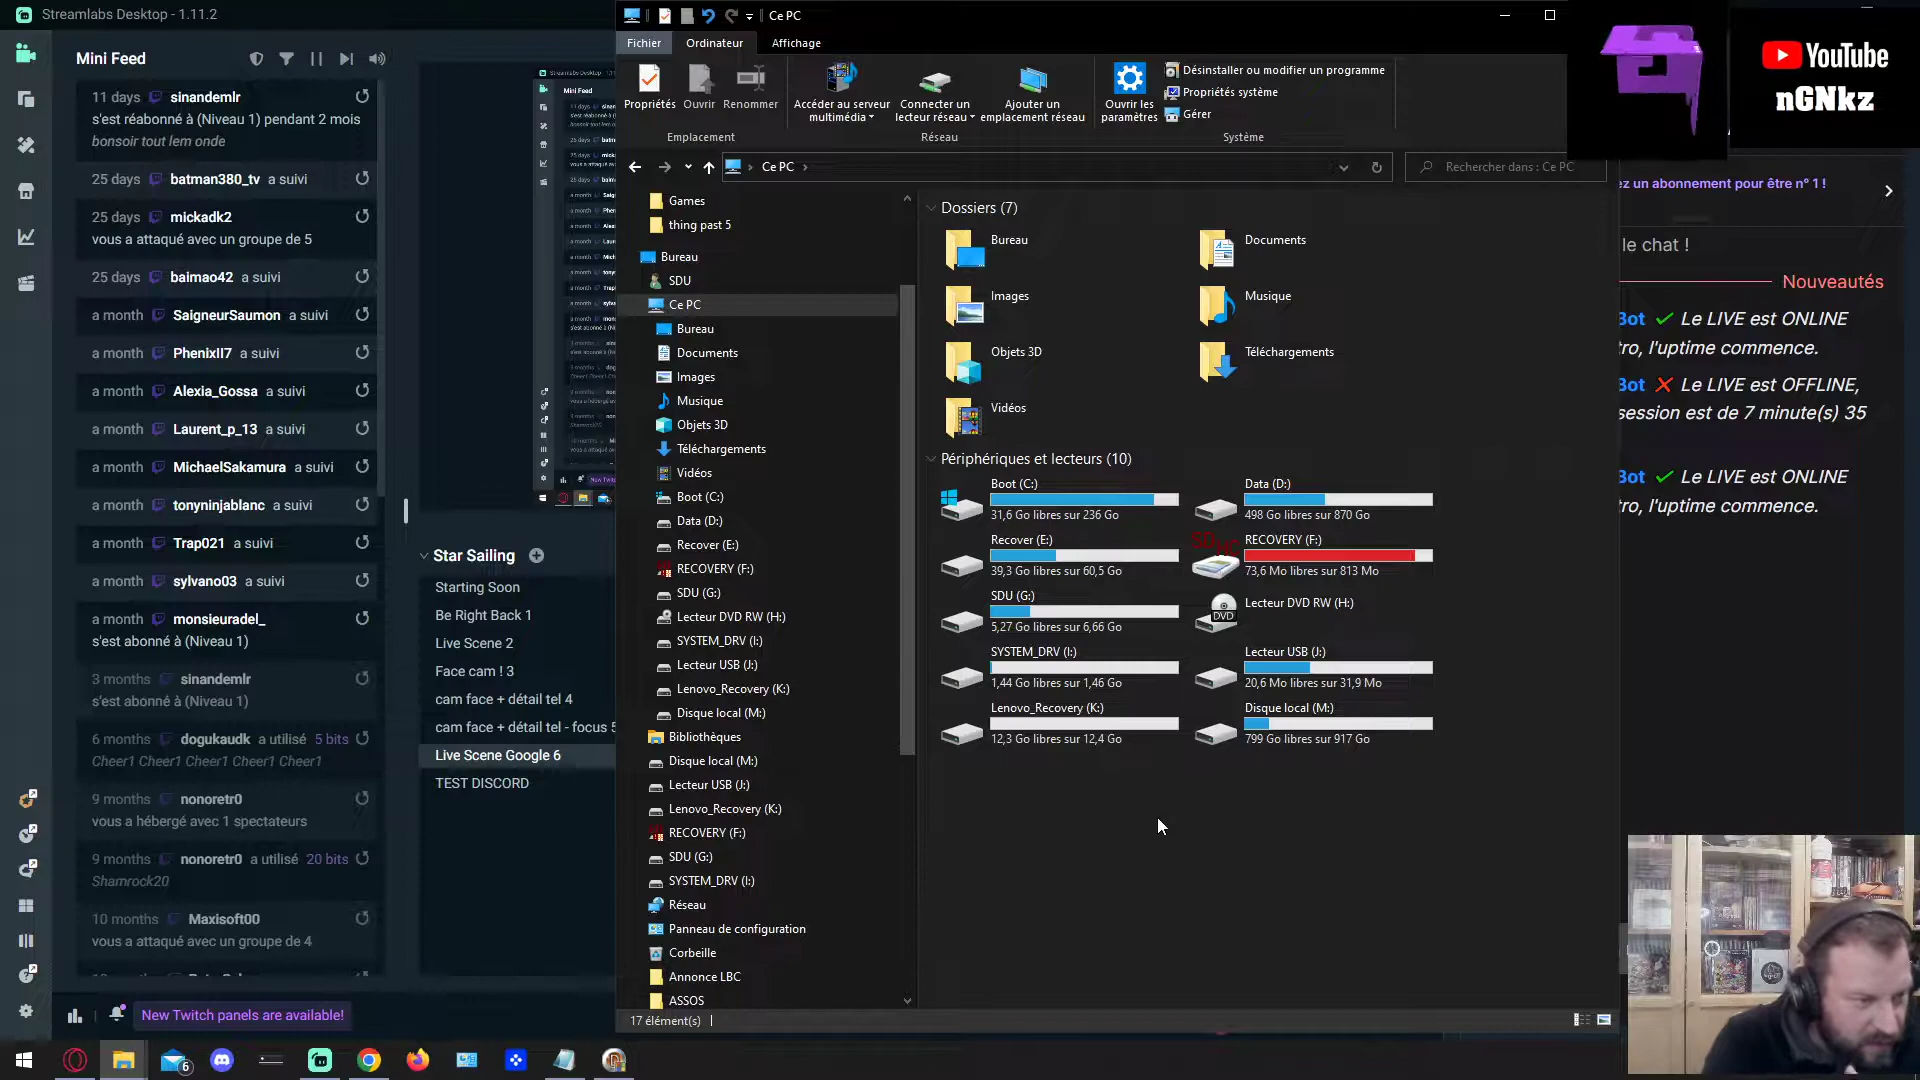 Streamlabs Desktop - 1.11.2
Mini Feed
11 days sinandemlr
s'est réabonné à (Niveau 1) pendant 2 mois
bonsoir tout lem onde
25 days batman380_tv a suivi
25 days mickadk2
vous a attaqué avec un groupe de 5
25 days baimao42 a suivi
a month SaigneurSaumon a suivi
a month PhenixII7 a suivi
a month Alexia_Gossa a suivi
a month Laurent_p_13 a suivi
a month MichaelSakamura a suivi
a month tonyninjablanc a suivi
a month Trap021 a suivi
a month sylvano03 a suivi
a month monsieuradel_
s'est abonné à (Niveau 1)
3 months sinandemlr
s'est abonné à (Niveau 1)
6 months dogukaudk a utilisé 5 bits
Cheer1 Cheer1 Cheer1 Cheer1 Cheer1
9 months nonoretr0
vous a hébergé avec 1 spectateurs
9 months nonoretr0 a utilisé 20 bits
Shamrock20
10 months Maxisoft00
vous a attaqué avec un groupe de 4
New Twitch panels are available!
6
Mini Feed
Star Sailing
Starting Soon
Be Right Back 1
Live Scene 2
Face cam ! 3
cam face + détail tel 4
cam face + détail tel - focus 5
Live Scene Google 6
TEST DISCORD
Ce PC
Fichier Ordinateur Affichage
Propriétés Ouvrir Renommer
Accéder au serveur multimédia
Connecter un lecteur réseau
Ajouter un emplacement réseau
Ouvrir les paramètres
Désinstaller ou modifier un programme
Propriétés système
Gérer
Emplacement Réseau Système
Ce PC
Rechercher dans : Ce PC
Games
thing past 5
Bureau
SDU
Ce PC
Bureau
Documents
Images
Musique
Objets 3D
Téléchargements
Vidéos
Boot (C:)
Data (D:)
Recover (E:)
RECOVERY (F:)
SDU (G:)
Lecteur DVD RW (H:)
SYSTEM_DRV (I:)
Lecteur USB (J:)
Lenovo_Recovery (K:)
Disque local (M:)
Bibliothèques
Disque local (M:)
Lecteur USB (J:)
Lenovo_Recovery (K:)
RECOVERY (F:)
SDU (G:)
SYSTEM_DRV (I:)
Réseau
Panneau de configuration
Corbeille
Annonce LBC
ASSOS
17 élément(s)
Dossiers (7)
Bureau
Documents
Images
Musique
Objets 3D
Téléchargements
Vidéos
Périphériques et lecteurs (10)
Boot (C:)
31,6 Go libres sur 236 Go
Data (D:)
498 Go libres sur 870 Go
Recover (E:)
39,3 Go libres sur 60,5 Go
SDHC
RECOVERY (F:)
73,6 Mo libres sur 813 Mo
SDU (G:)
5,27 Go libres sur 6,66 Go
DVD
Lecteur DVD RW (H:)
SYSTEM_DRV (I:)
1,44 Go libres sur 1,46 Go
Lecteur USB (J:)
20,6 Mo libres sur 31,9 Mo
Lenovo_Recovery (K:)
12,3 Go libres sur 12,4 Go
Disque local (M:)
799 Go libres sur 917 Go
YouTube
nGNkz
ez un abonnement pour être n° 1 !
le chat !
Nouveautés
Bot Le LIVE est ONLINE
tro, l'uptime commence.
Bot Le LIVE est OFFLINE,
session est de 7 minute(s) 35
Bot Le LIVE est ONLINE
tro, l'uptime commence.